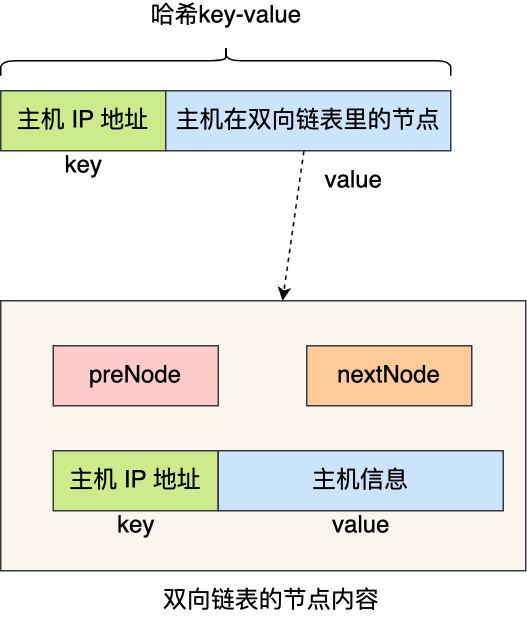 哈希key-value
主机 IP 地址
主机在双向链表里的节点
key
value
preNode
nextNode
主机 IP 地址
主机信息
key
value
双向链表的节点内容